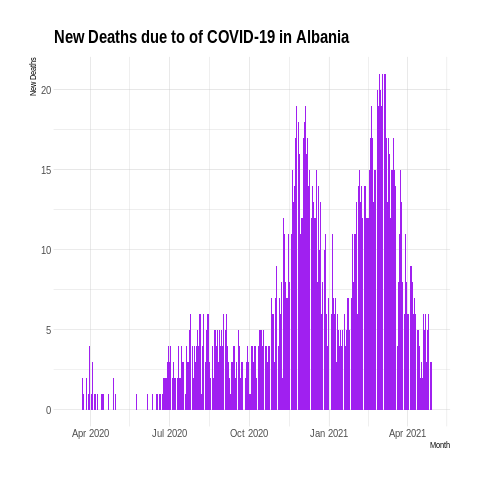 New Deaths due to of COVID-19 in Albania
New Deaths
20
15
10
5
0
Apr 2020 Jul 2020 Oct 2020 Jan 2021 Apr 2021
Month